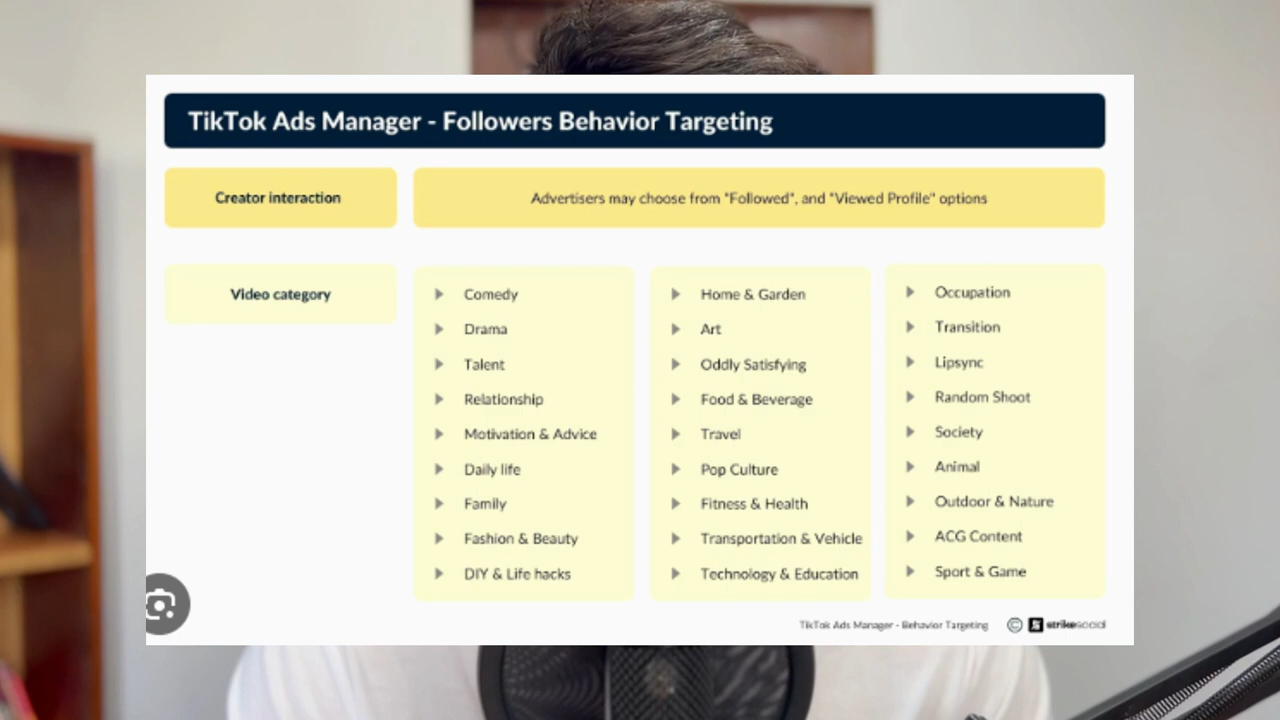 TikTok Ads Manager - Followers Behavior Targeting
Creator interaction
Advertisers may choose from "Followed", and "Viewed Profile" options
Video category
Comedy
Drama
Talent
Relationship
Motivation & Advice
Daily life
Family
Fashion & Beauty
DIY & Life hacks
Home & Garden
Art
Oddly Satisfying
Food & Beverage
Travel
Pop Culture
Fitness & Health
Transportation & Vehicle
Technology & Education
Occupation
Transition
Lipsync
Random Shoot
Society
Animal
Outdoor & Nature
ACG Content
Sport & Game
TikTok Ads Manager - Behavior Targeting © strikesocial